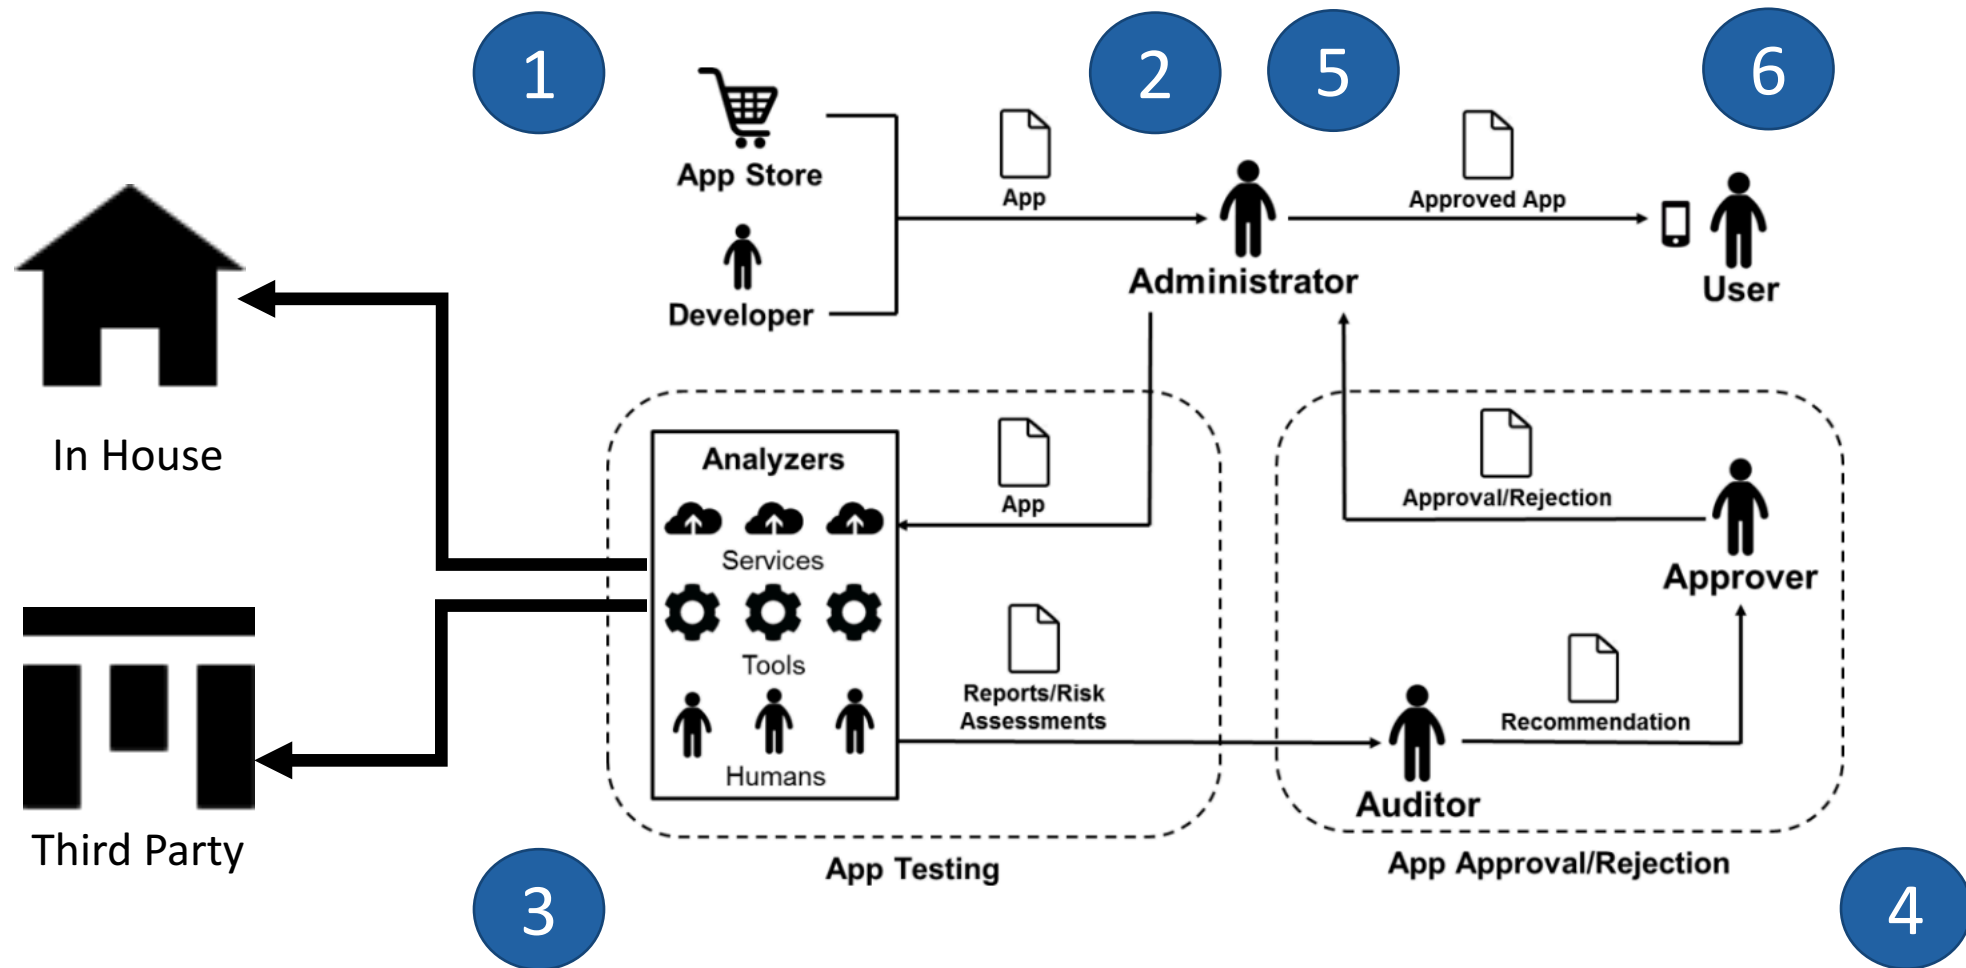 1
2
5
6
App Store
App
Approved App
Developer
Administrator
User
In House
Analyzers
App
Services
Tools
Humans
Reports/Risk
Assessments
Approval/Rejection
Approver
Recommendation
Auditor
Third Party
App Testing
App Approval/Rejection
3
4